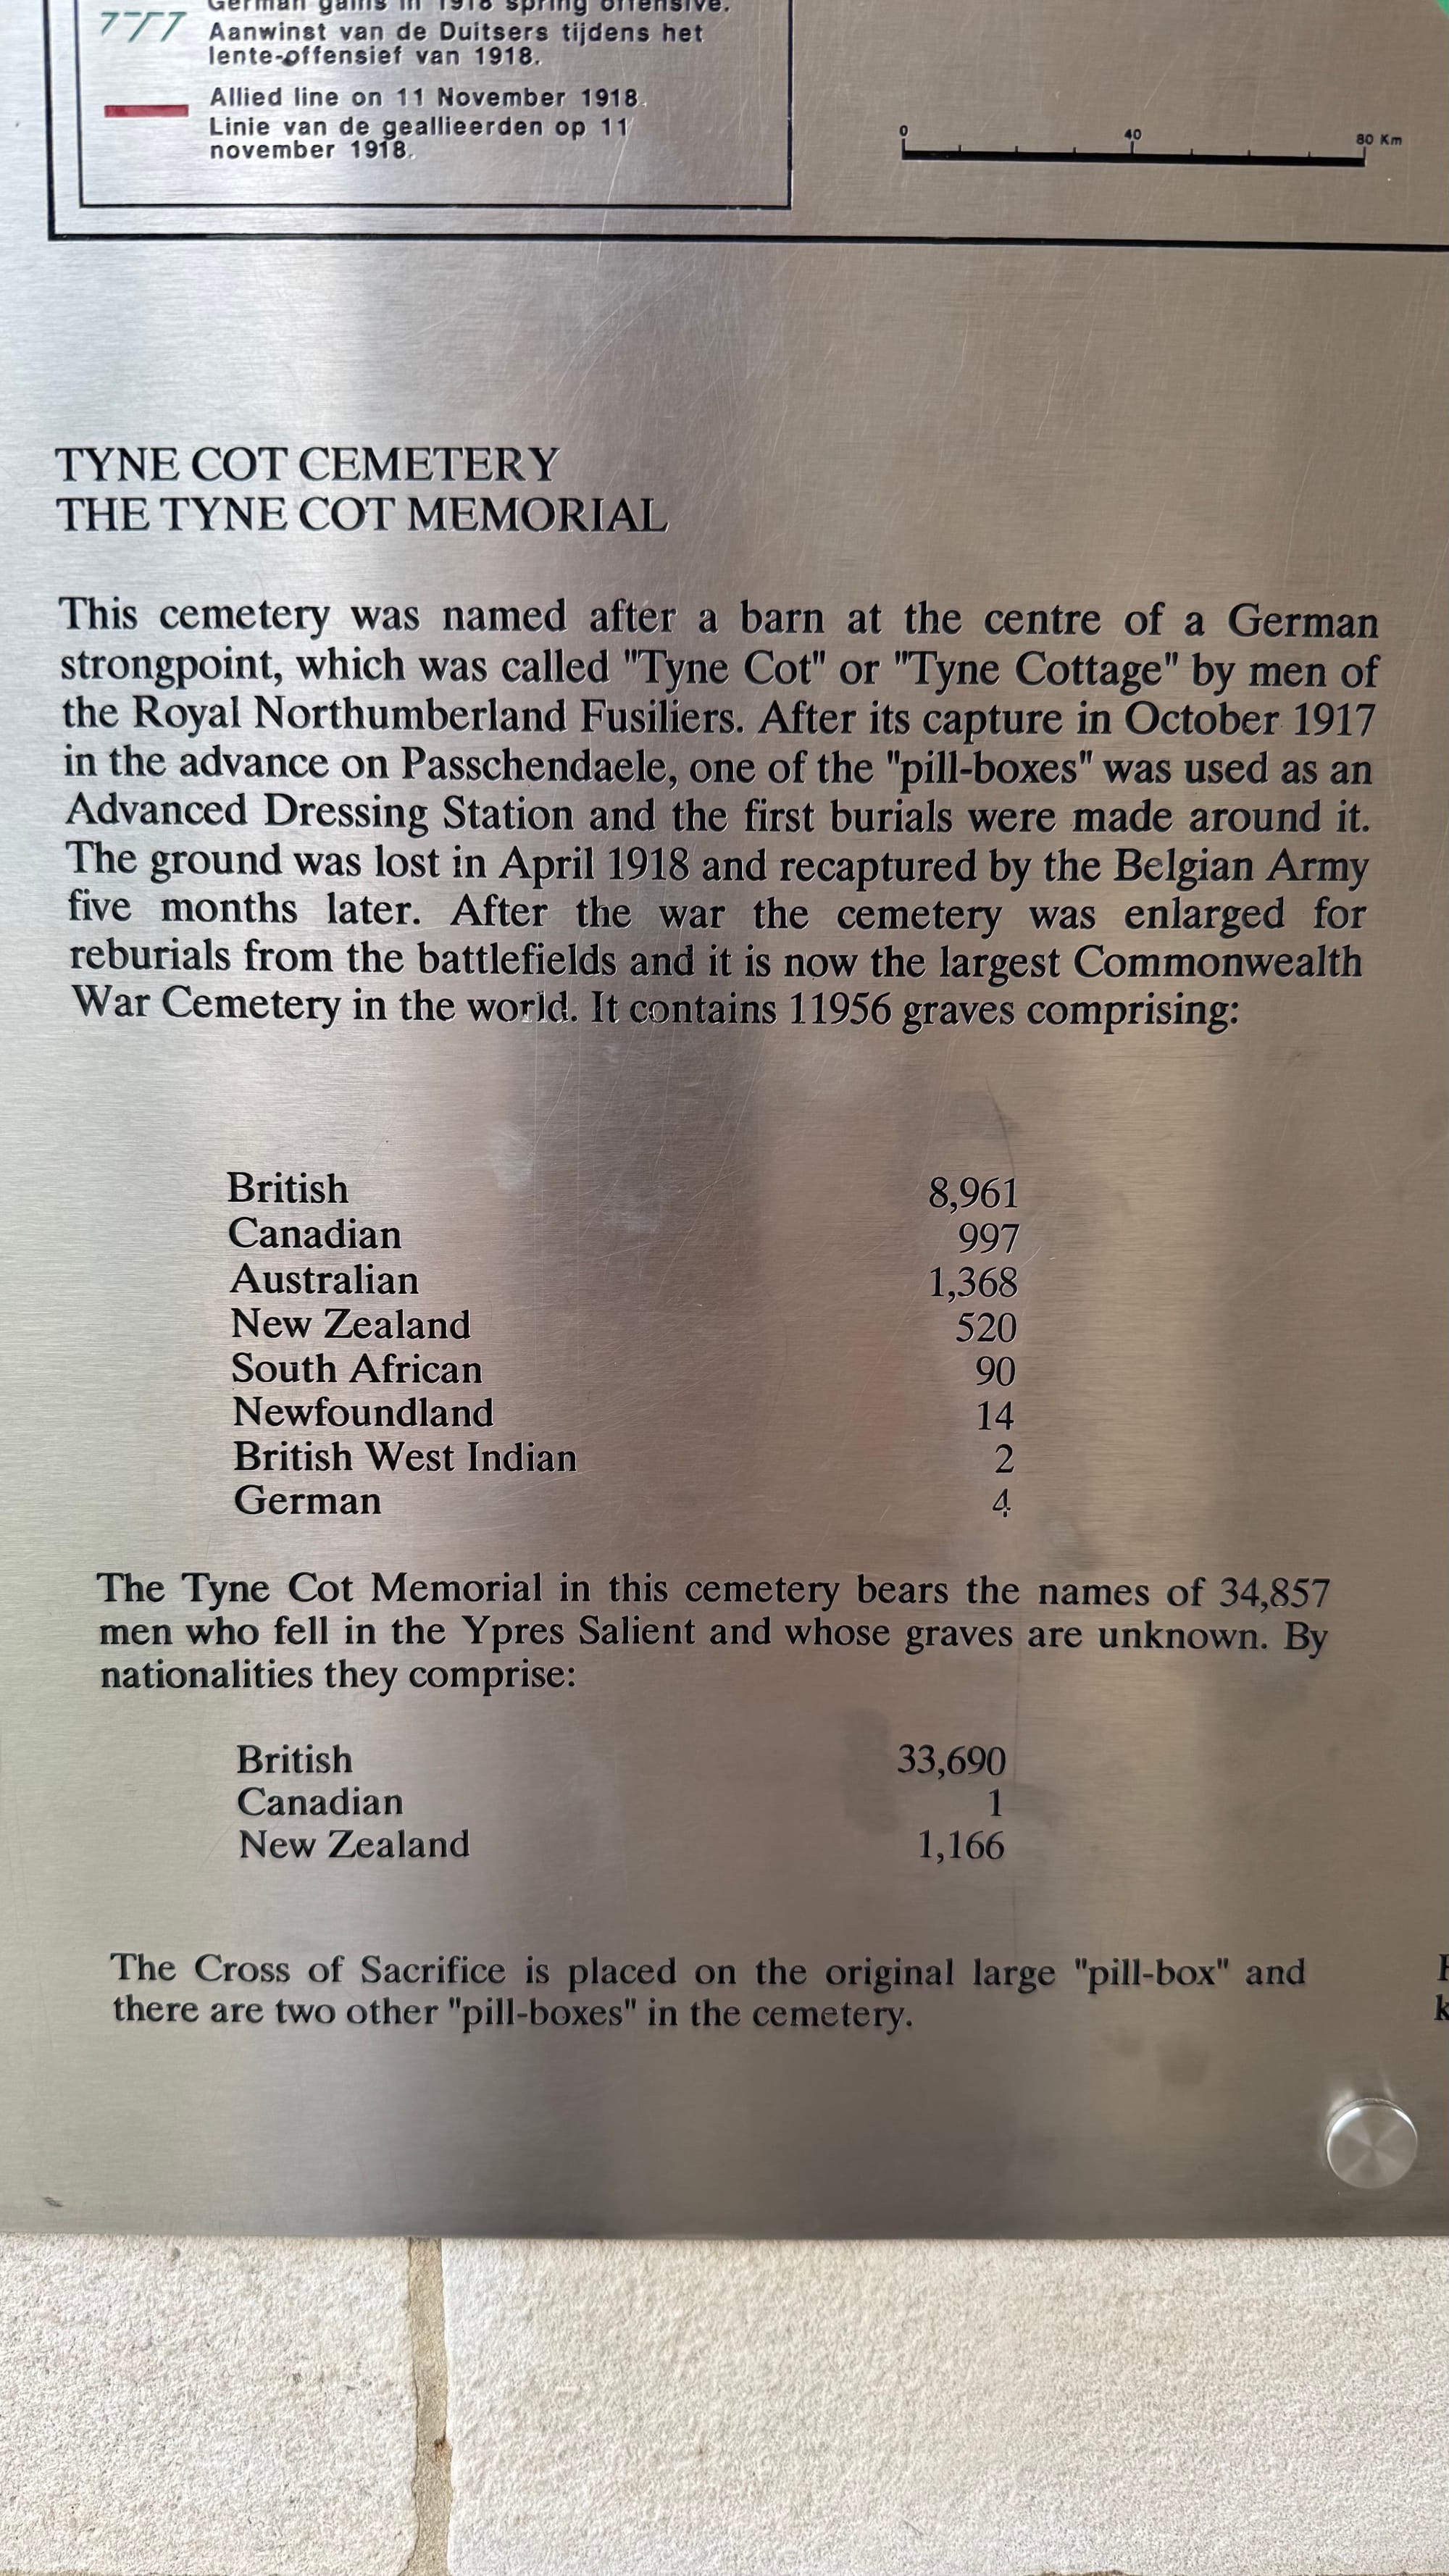 German gains in 1918 spring offensive.
Aanwinst van de Duitsers tijdens het
lente-offensief van 1918.
Allied line on 11 November 1918.
Linie van de geallieerden op 11
november 1918.
0 40 80 Km
TYNE COT CEMETERY
THE TYNE COT MEMORIAL
This cemetery was named after a barn at the centre of a German
strongpoint, which was called "Tyne Cot" or "Tyne Cottage" by men of
the Royal Northumberland Fusiliers. After its capture in October 1917
in the advance on Passchendaele, one of the "pill-boxes" was used as an
Advanced Dressing Station and the first burials were made around it.
The ground was lost in April 1918 and recaptured by the Belgian Army
five months later. After the war the cemetery was enlarged for
reburials from the battlefields and it is now the largest Commonwealth
War Cemetery in the world. It contains 11956 graves comprising:
British 8,961
Canadian 997
Australian 1,368
New Zealand 520
South African 90
Newfoundland 14
British West Indian 2
German 4
The Tyne Cot Memorial in this cemetery bears the names of 34,857
men who fell in the Ypres Salient and whose graves are unknown. By
nationalities they comprise:
British 33,690
Canadian 1
New Zealand 1,166
The Cross of Sacrifice is placed on the original large "pill-box" and
there are two other "pill-boxes" in the cemetery.